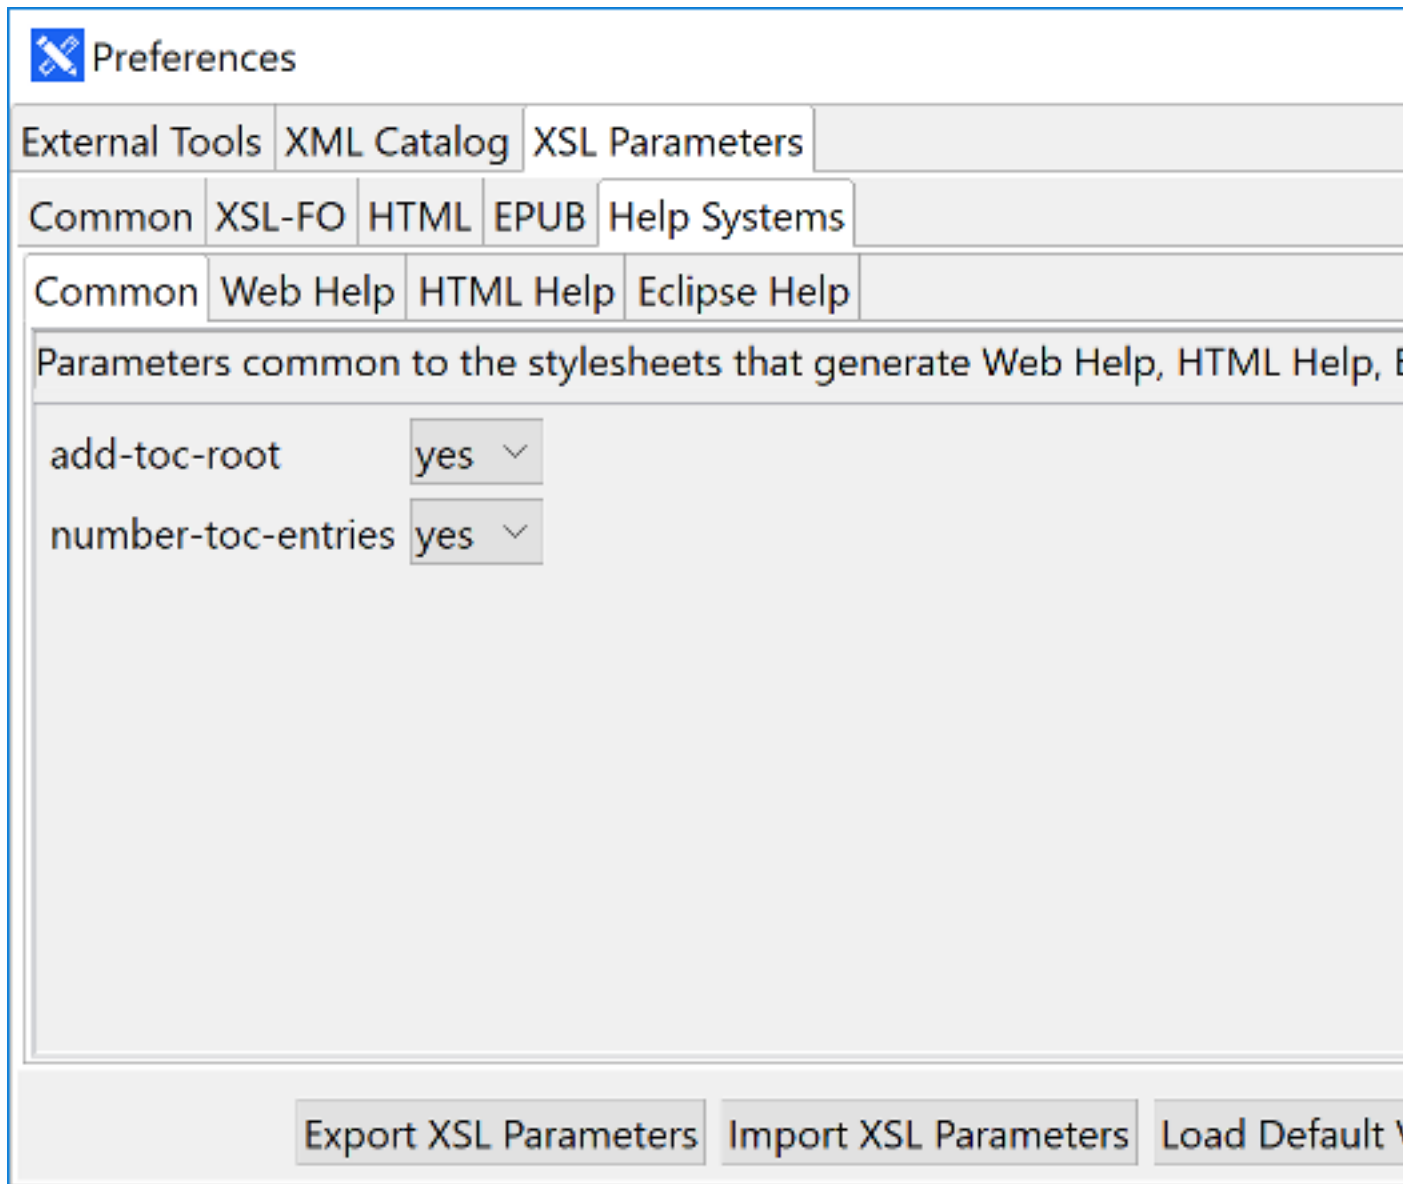 Preferences
External Tools XML Catalog XSL Parameters
Common XSL-FO HTML EPUB Help Systems
Common Web Help HTML Help Eclipse Help
Parameters common to the stylesheets that generate Web Help, HTML Help,
add-toc-root yes
number-toc-entries yes
Export XSL Parameters Import XSL Parameters Load Default